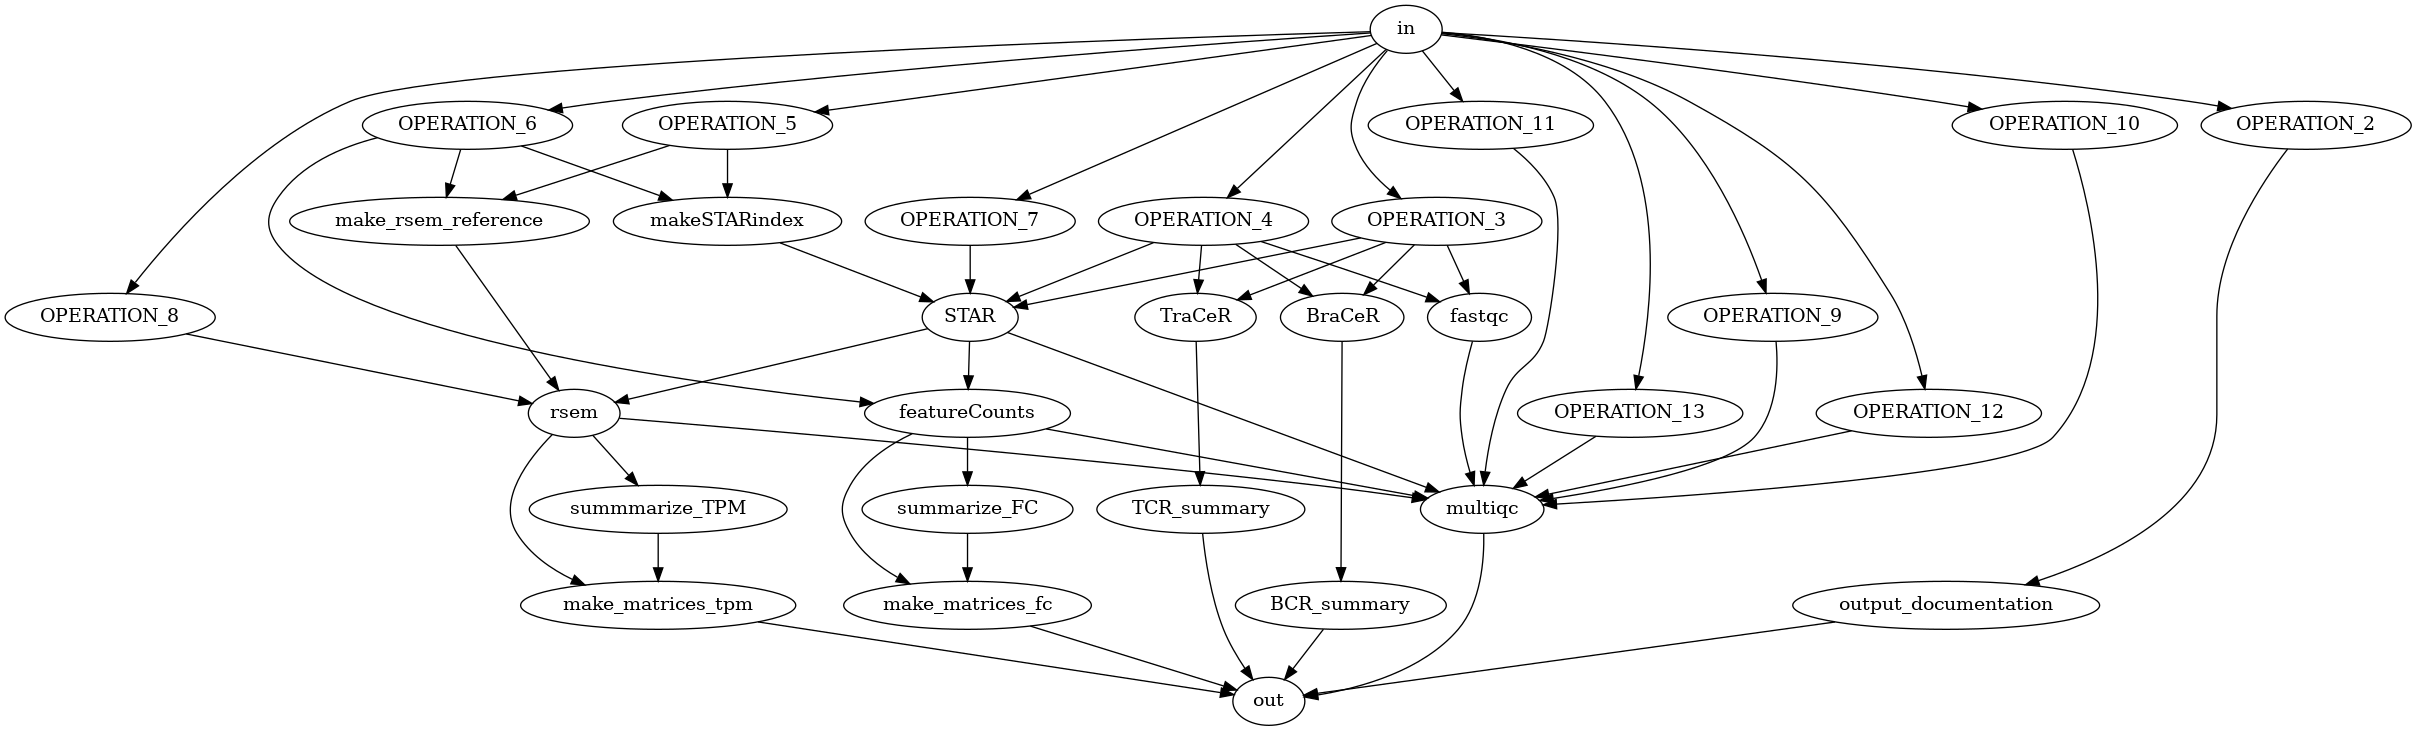 in
OPERATION_6
OPERATION_5
OPERATION_11
OPERATION_10
OPERATION_2
make_rsem_reference
makeSTARindex
OPERATION_7
OPERATION_4
OPERATION_3
OPERATION_8
STAR
TraCeR
BraCeR
fastqc
OPERATION_9
rsem
featureCounts
OPERATION_13
OPERATION_12
summmarize_TPM
summarize_FC
TCR_summary
multiqc
make_matrices_tpm
make_matrices_fc
BCR_summary
output_documentation
out